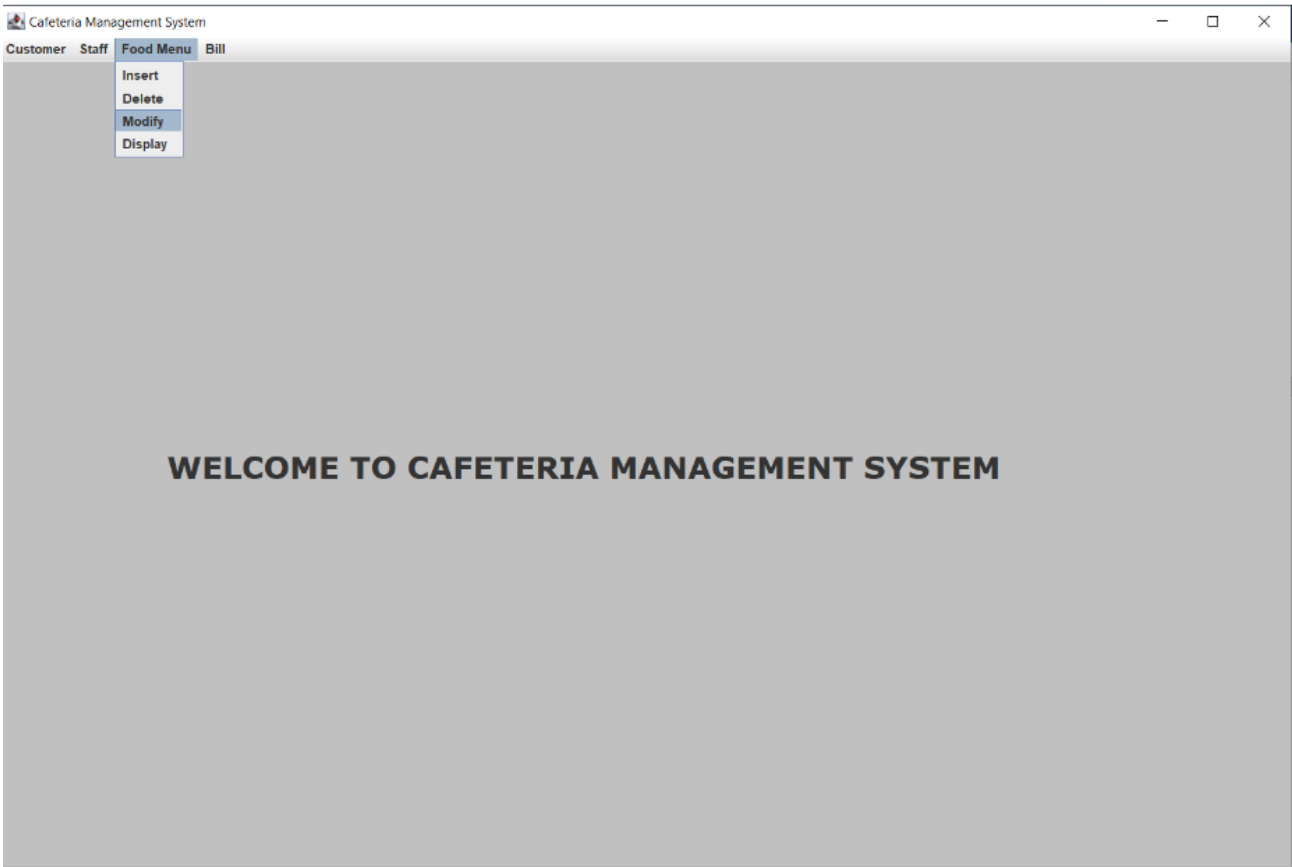 Cafeteria Management System
Customer Staff Food Menu Bill
Insert
Delete
Modify
Display
WELCOME TO CAFETERIA MANAGEMENT SYSTEM